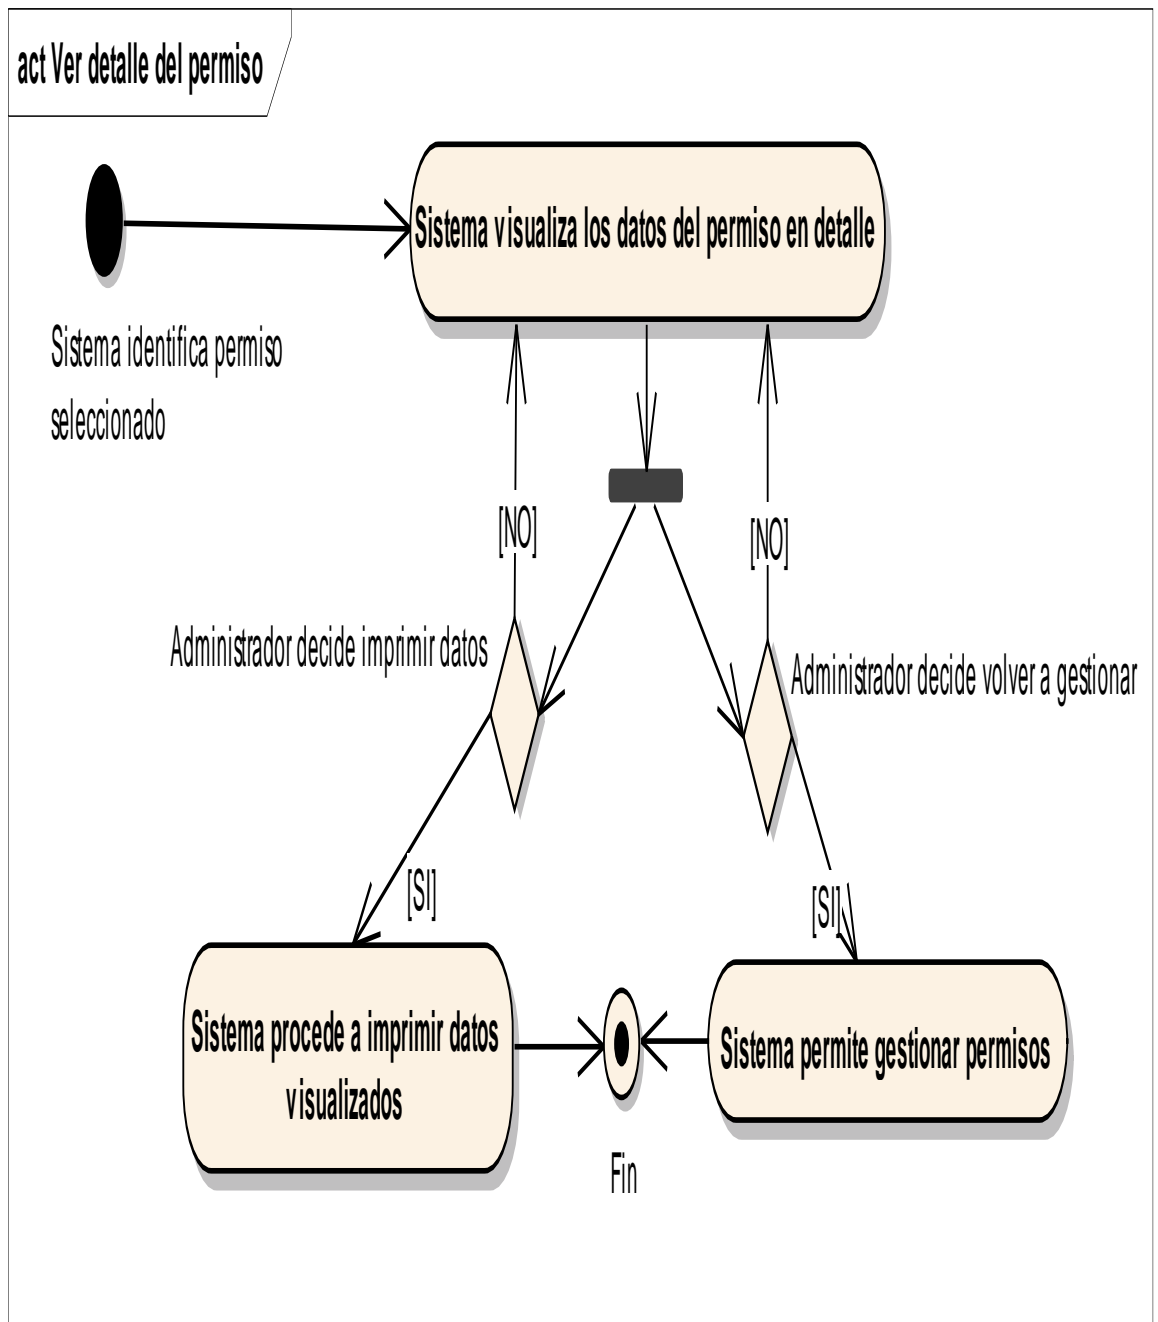 act Ver detalle del permiso
Sistema visualiza los datos del permiso en detalle
Sistema identifica permiso
seleccionado
[NO]
[NO]
Administrador decide imprimir datos
Administrador decide volver a gestionar
[SI]
[SI]
Sistema procede a imprimir datos
visualizados
Sistema permite gestionar permisos
Fin